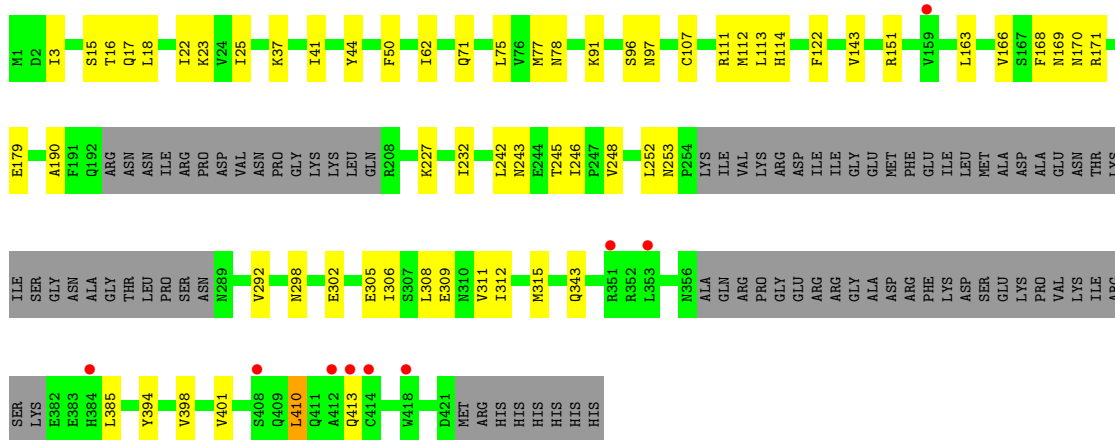 M1 D2 I3 S15 T16 Q17 L18 I22 K23 V24 I25 K37 I41 Y44 F50 I62 Q71 L75 V76 M77 N78 K91 S96 N97 C107 R111 M112 L113 H114 F122 V143 R151 V159 L163 V166 S167 F168 N169 N170 R171
E179 A190 F191 Q192 ARG ASN ASN ILE ARG PRO ASP VAL ASN PRO GLY LYS LYS LEU GLN R208 K227 I232 L242 N243 E244 T245 I246 P247 V248 L252 N253 P254 LYS ILE VAL LYS ARG ASP ILE ILE GLY GLU MET PHE GLU ILE LEU MET ALA ASP ALA GLU ASN THR LYS
ILE SER GLY ASN ALA GLY THR LEU PRO SER ASN N289 V292 N298 E302 E305 I306 S307 L308 E309 N310 V311 I312 M315 Q343 R351 R352 L353 N356 ALA GLN ARG PRO GLY GLU ARG ARG GLY ALA ASP ARG PHE LYS ASP SER GLU LYS PRO VAL LYS ILE ARG
SER LYS E382 E383 H384 L385 Y394 V398 V401 S408 Q409 L410 Q411 A412 Q413 C414 W418 D421 MET ARG HIS HIS HIS HIS HIS HIS